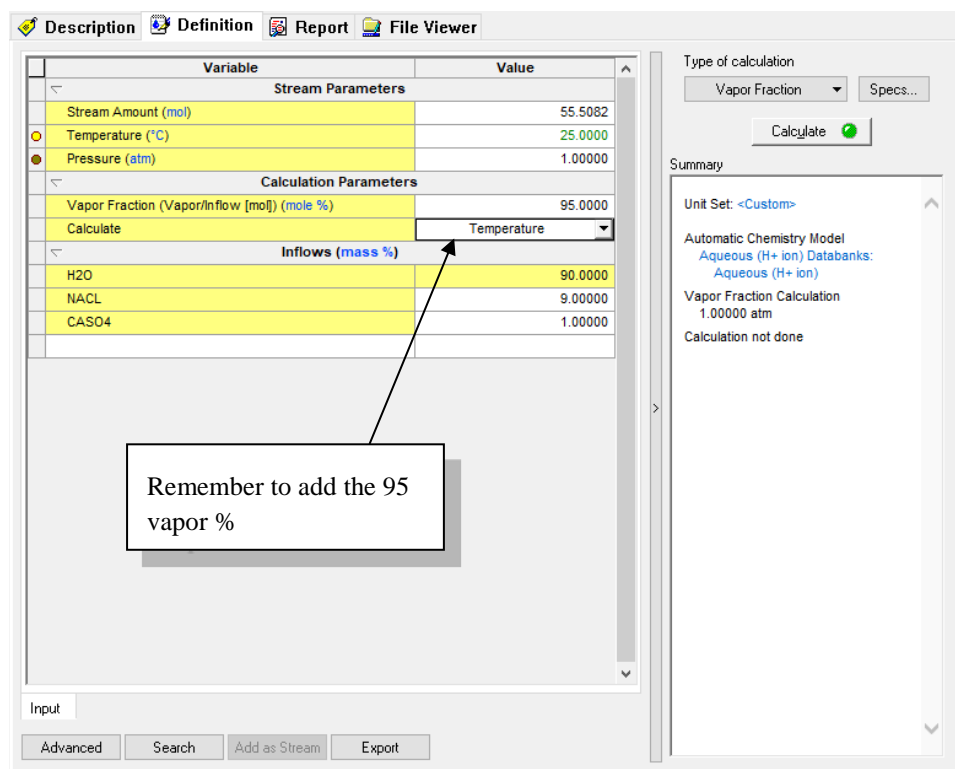 Description Definition Report File Viewer
Variable Value
Stream Parameters
Stream Amount (mol) 55.5082
Temperature (°C) 25.0000
Pressure (atm) 1.00000
Calculation Parameters
Vapor Fraction (Vapor/Inflow [mol]) (mole %) 95.0000
Calculate Temperature
Inflows (mass %)
H2O 90.0000
NACL 9.00000
CASO4 1.00000
Remember to add the 95
vapor %
Input
Advanced Search Add as Stream Export
>
Type of calculation
Vapor Fraction Specs...
Calculate
Summary
Unit Set: <Custom>
Automatic Chemistry Model
Aqueous (H+ ion) Databanks:
Aqueous (H+ ion)
Vapor Fraction Calculation
1.00000 atm
Calculation not done